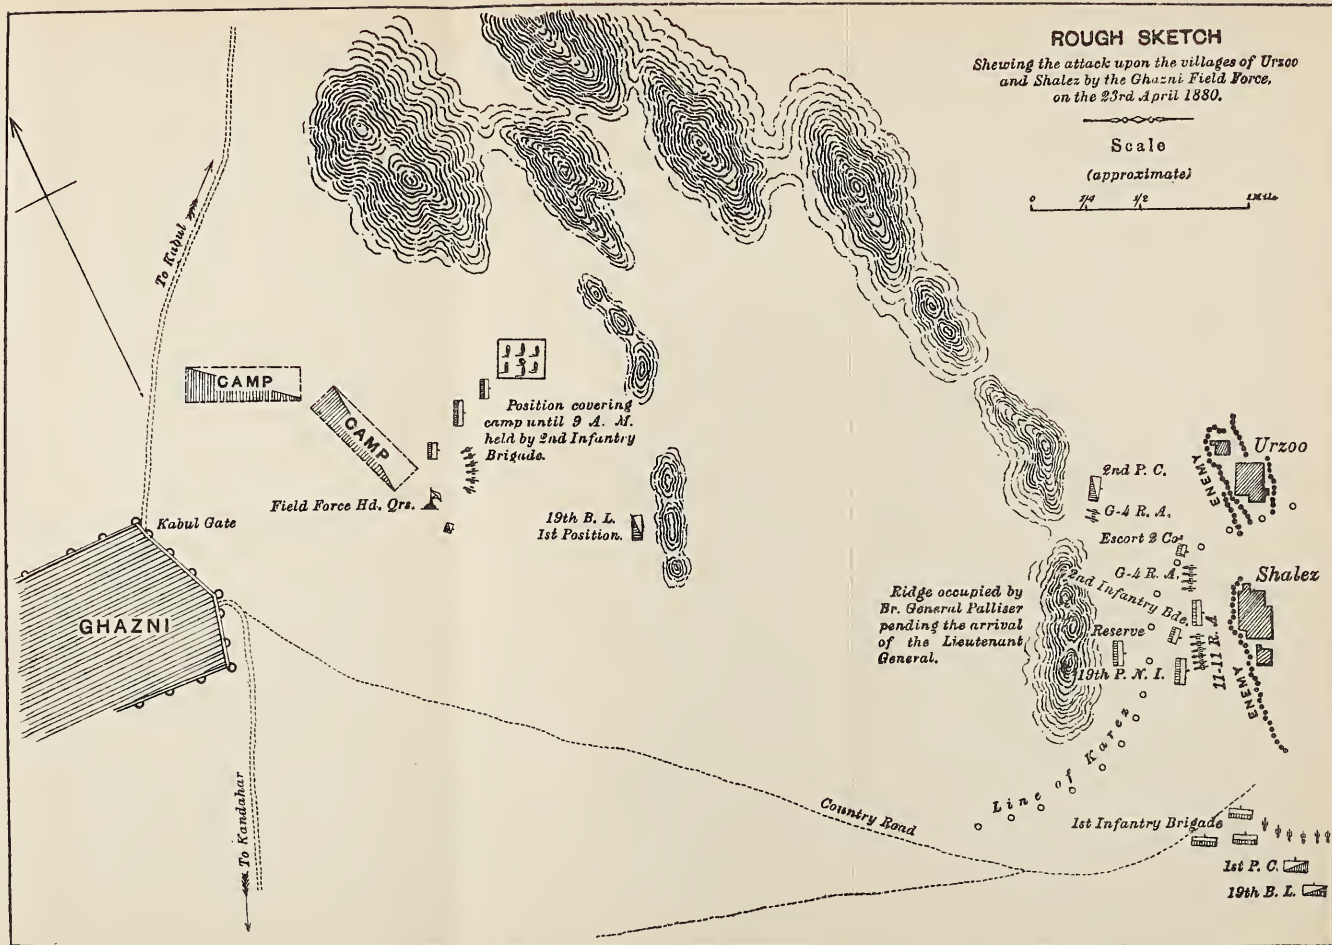 ROUGH SKETCH
Shewing the attack upon the villages of Urzoo
and Shalez by the Ghazni Field Force,
on the 23rd April 1880.
Scale
(approximate)
0 1/4 1/2 1 Mile
To Kabul
CAMP
CAMP
Position covering
camp until 9 A. M.
held by 2nd Infantry
Brigade.
Field Force Hd. Qrs.
Kabul Gate
GHAZNI
19th B. L.
1st Position.
Urzoo
ENEMY
2nd P. C.
G-4 R. A.
Escort 2 Cos
G-4 R. A.
Shalez
2nd Infantry Bde.
Ridge occupied by
Br. General Palliser
pending the arrival
of the Lieutenant
General.
Reserve
11-11 R. A
19th P. N. I.
ENEMY
Line of Karez
To Kandahar
Country Road
1st Infantry Brigade
1st P. C.
19th B. L.